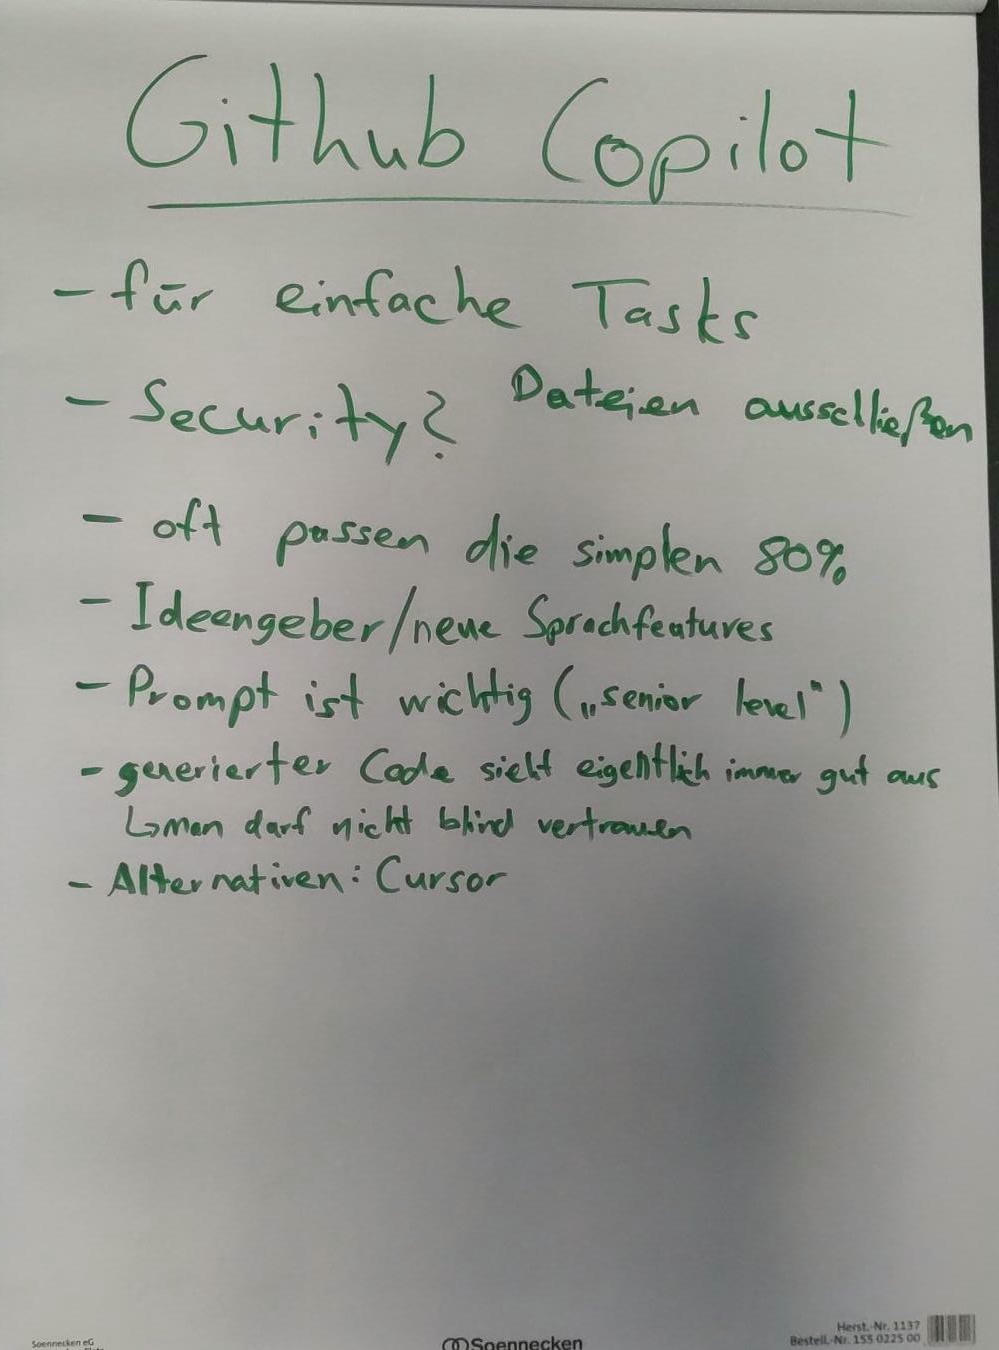 Github Copilot
- für einfache Tasks
- Security? Dateien ausschließen
- oft passen die simplen 80%
- Ideengeber/neue Sprachfeatures
- Prompt ist wichtig („senior level")
- generierter Code sieht eigentlich immer gut aus
↳ man darf nicht blind vertrauen
- Alternativen: Cursor
Soennecken eG
Soennecken
Herst.-Nr. 1137
Bestell.-Nr. 155 0225 00